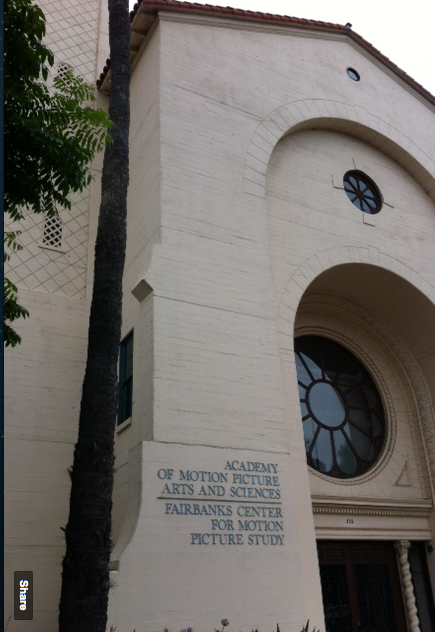 ACADEMY
OF MOTION PICTURE
ARTS AND SCIENCES
FAIRBANKS CENTER
FOR MOTION
PICTURE STUDY
Share